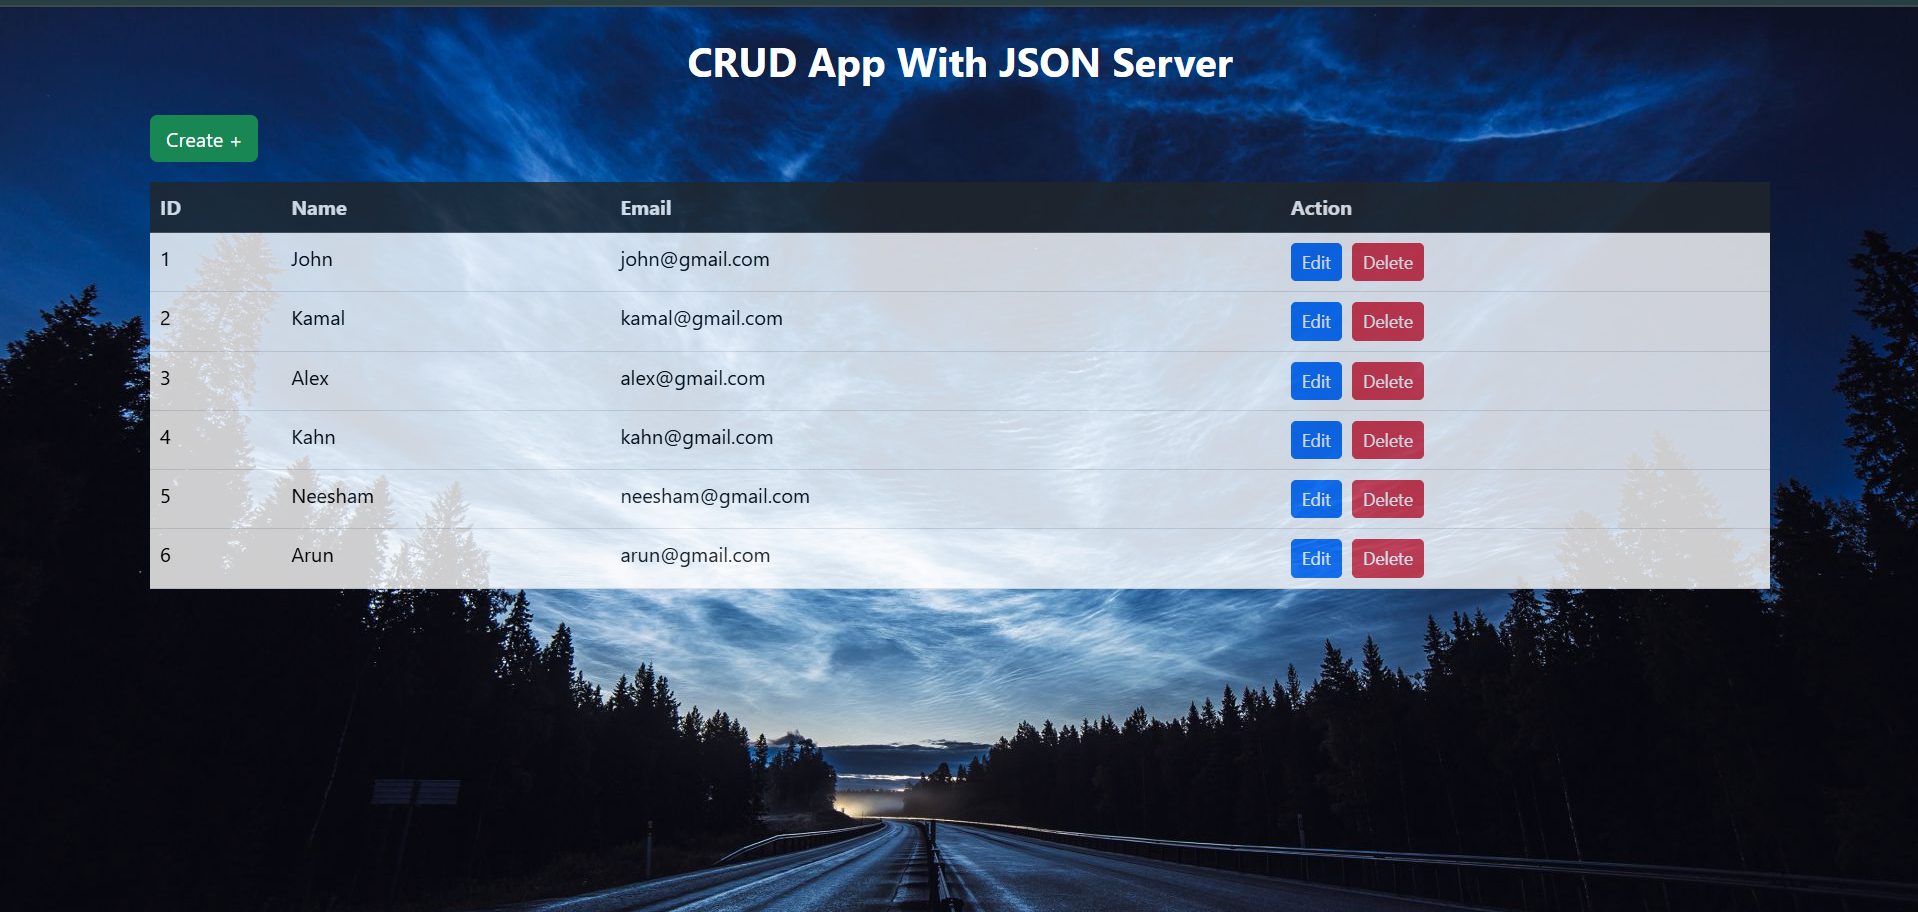 CRUD App With JSON Server
Create +
ID Name Email Action
1 John john@gmail.com Edit Delete
2 Kamal kamal@gmail.com Edit Delete
3 Alex alex@gmail.com Edit Delete
4 Kahn kahn@gmail.com Edit Delete
5 Neesham neesham@gmail.com Edit Delete
6 Arun arun@gmail.com Edit Delete